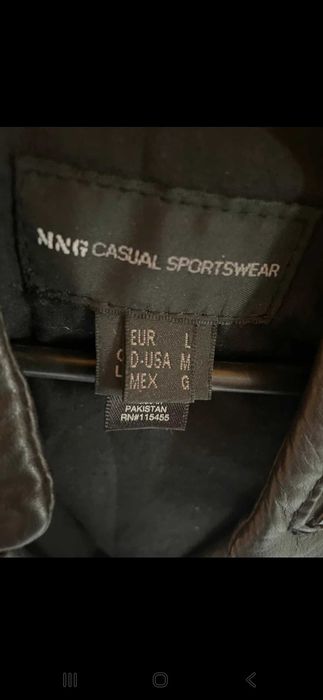 MNG CASUAL SPORTSWEAR
EUR L
D-USA M
MEX G
PAKISTAN
RN#115455